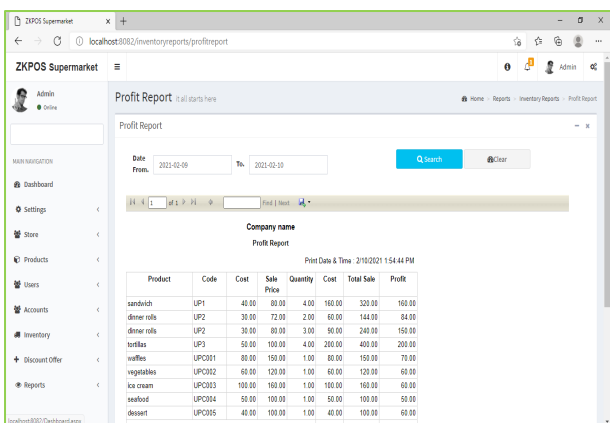 ZKPOS Supermarket
localhost:8082/inventoryreports/profitreport
ZKPOS Supermarket
Admin
Admin
Online
MAIN NAVIGATION
Dashboard
Settings
Store
Products
Users
Accounts
Inventory
Discount Offer
Reports
localhost:8082/Dashboard.aspx
Profit Report it all starts here
Home > Reports > Inventory Reports > Profit Report
Profit Report
Date From. 2021-02-09 To. 2021-02-10 Search Clear
1 of 1 Find | Next
Company name
Profit Report
Print Date & Time : 2/10/2021 1:54:44 PM
Product Code Cost Sale Price Quantity Cost Total Sale Profit
sandwich UP1 40.00 80.00 4.00 160.00 320.00 160.00
dinner rolls UP2 30.00 72.00 2.00 60.00 144.00 84.00
dinner rolls UP2 30.00 80.00 3.00 90.00 240.00 150.00
tortillas UP3 50.00 100.00 4.00 200.00 400.00 200.00
waffles UPC001 80.00 150.00 1.00 80.00 150.00 70.00
vegetables UPC002 60.00 120.00 1.00 60.00 120.00 60.00
ice cream UPC003 100.00 160.00 1.00 100.00 160.00 60.00
seafood UPC004 50.00 100.00 1.00 50.00 100.00 50.00
dessert UPC005 40.00 100.00 1.00 40.00 100.00 60.00